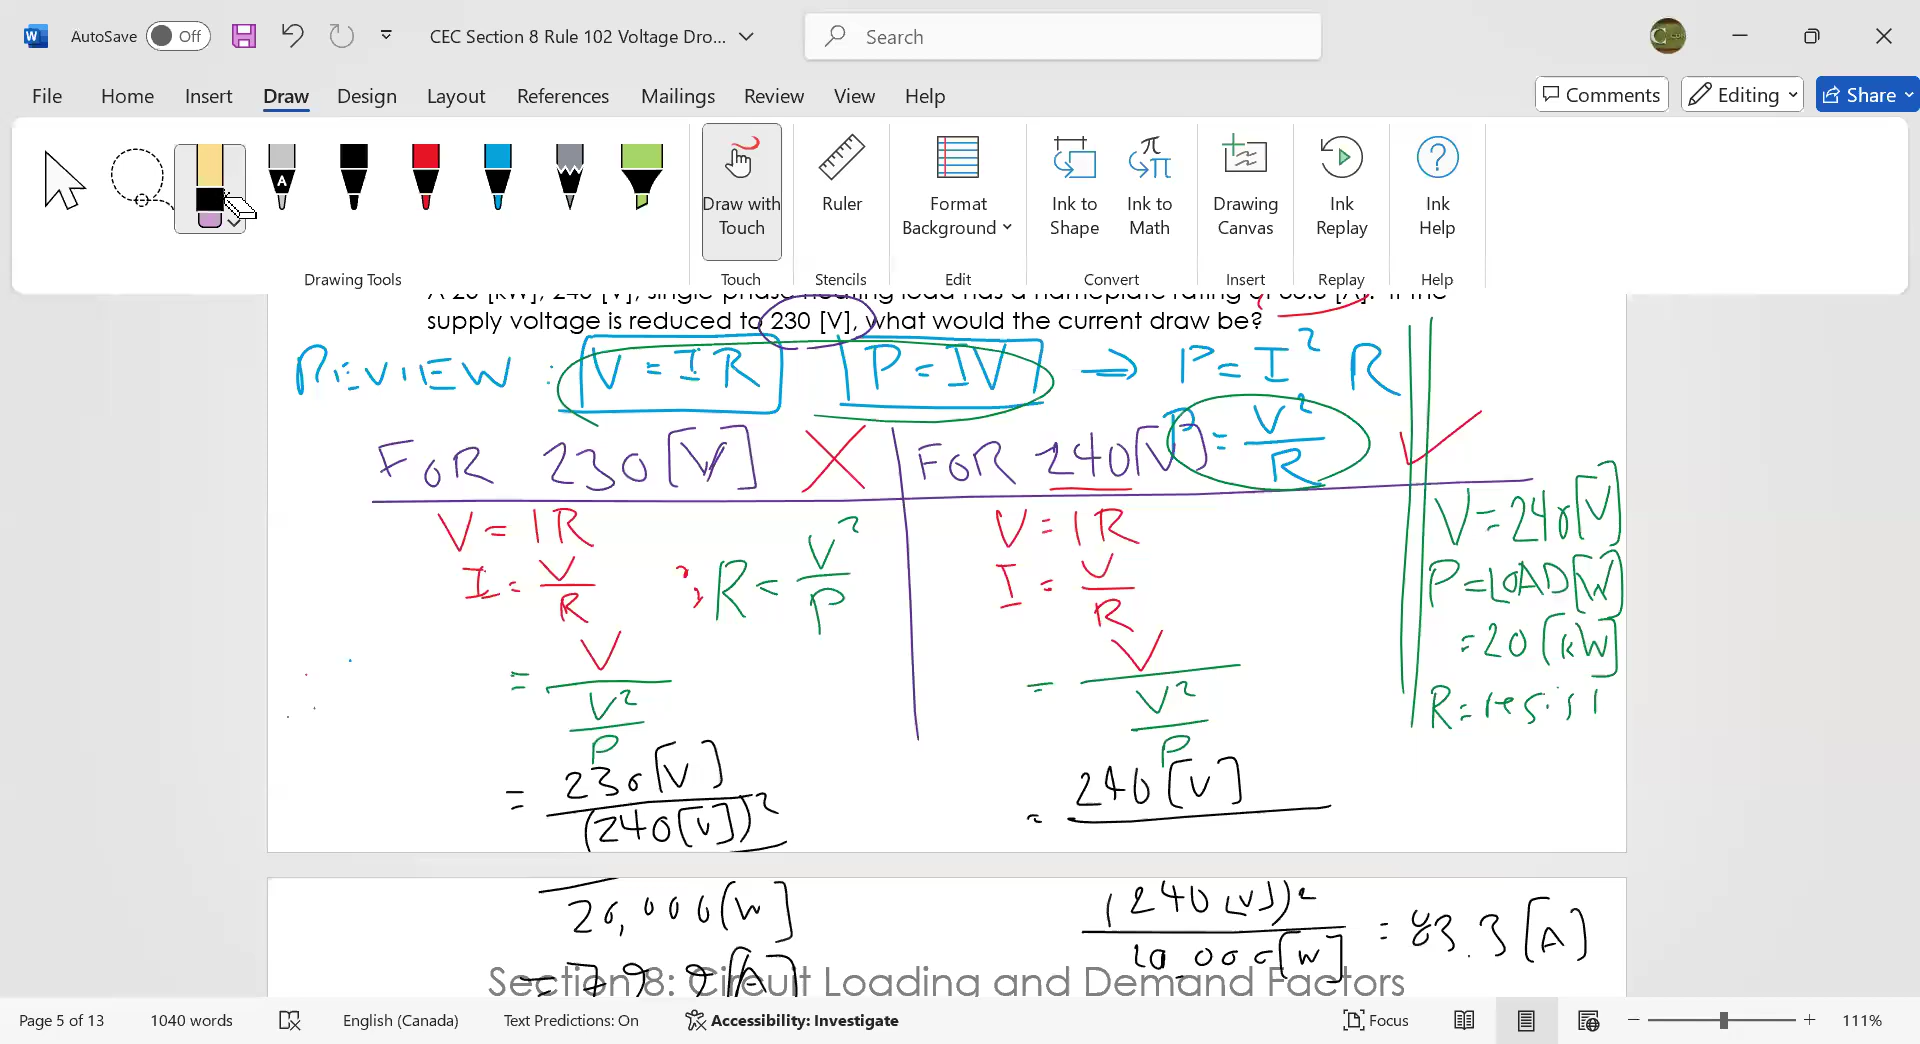 AutoSave Off CEC Section 8 Rule 102 Voltage Dro... Search
File Home Insert Draw Design Layout References Mailings Review View Help Comments Editing Share
Draw with Touch
Ruler
Format Background
Ink to Shape
Ink to Math
Drawing Canvas
Ink Replay
Ink Help
Drawing Tools Touch Stencils Edit Convert Insert Replay Help
supply voltage is reduced to 230 [V], what would the current draw be?
REVIEW : V = IR P = IV → P = I² R
P = V²/R
FOR 230 [V] X FOR 240 [V] ✓
V = IR
I = V/R ; R = V²/P
= V/(V²/P)
= 230 [V]
(240 [V])²
20,000 [W]
V = IR
I = V/R
= V/(V²/P)
= 240 [V]
(240 [V])²
= 83.3 [A]
V = 240 [V]
P = LOAD [W]
= 20 [kW]
R = resist
Section 8: Circuit Loading and Demand Factors
Page 5 of 13 1040 words English (Canada) Text Predictions: On Accessibility: Investigate Focus 111%